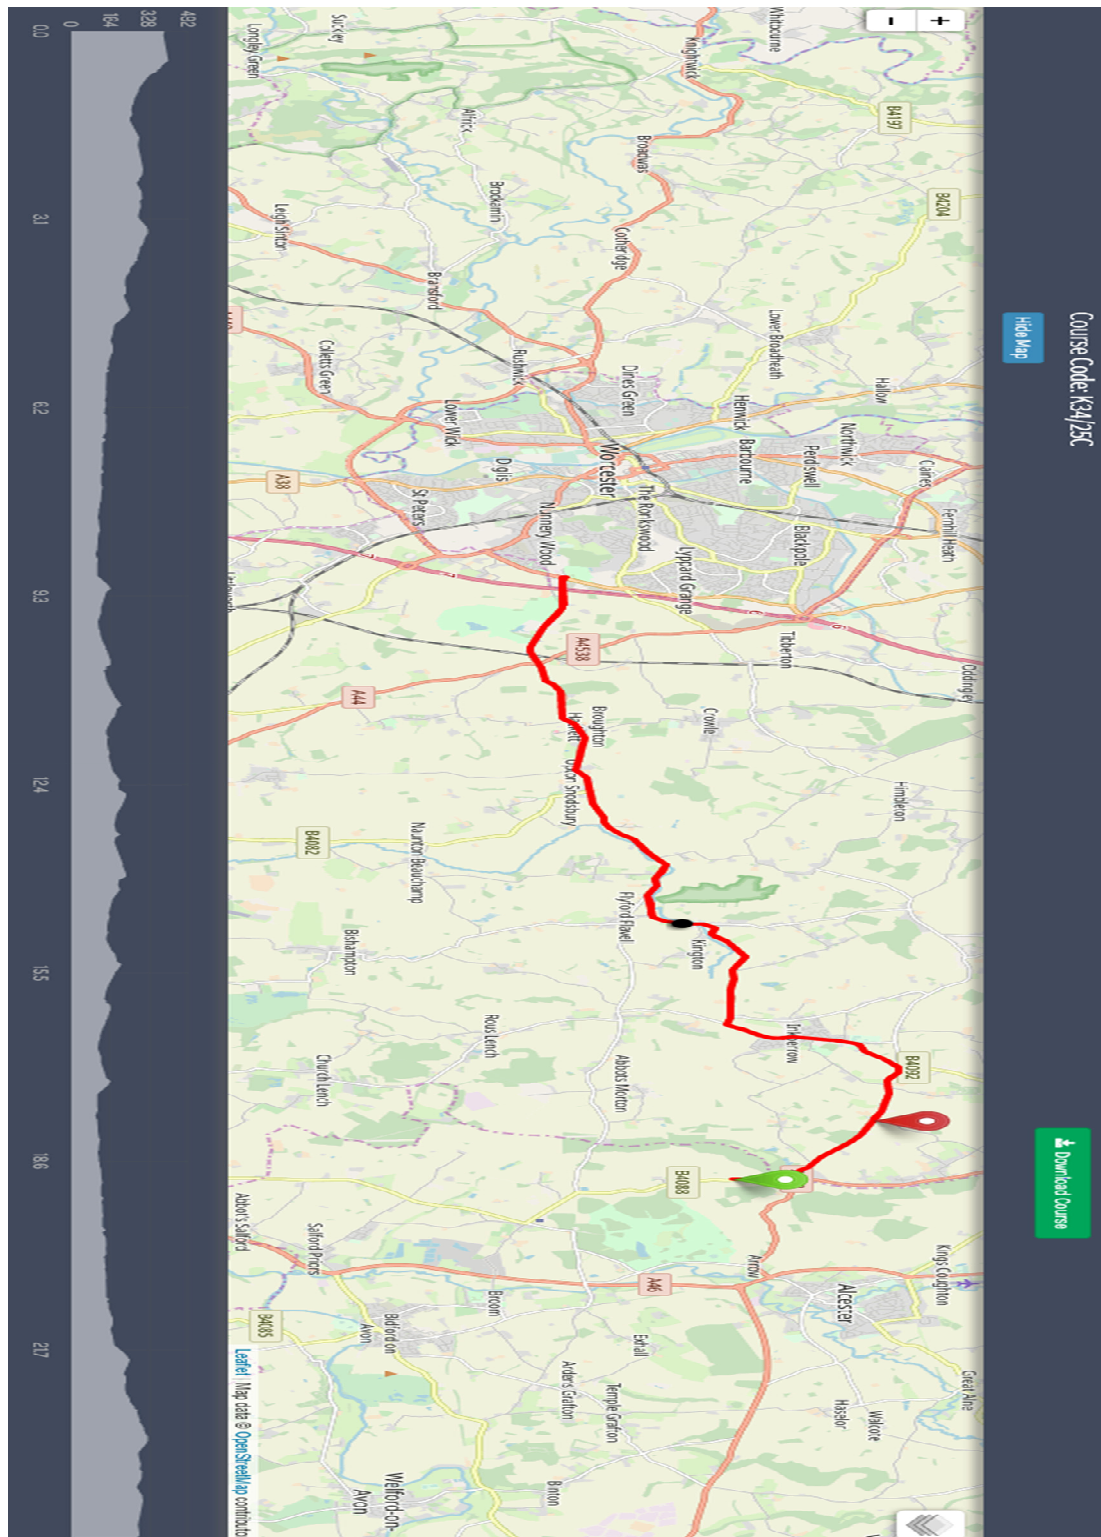 Course Code: K34/25C
Hide Map
Download Course
+
-
Whitbourne
B4197
B4204
Knightwick
Broadwas
Suckley
Longley Green
Alfrick
Brockamin
Leigh Sinton
Bransford
Cotheridge
Lower Broadheath
Hallow
Colletts Green
Rushwick
Dines Green
Henwick
Northwick
Claines
Fernhill Heath
Lower Wick
Worcester
Barbourne
Perdiswell
A38
Diglis
St Peters
Nunnery Wood
The Ronkswood
Blackpole
Lyppard Grange
A4538
Tibberton
Oddingley
A44
Broughton
Hackett
Crowle
Himbleton
Upton Snodsbury
B4082
Naunton Beauchamp
Flyford Flavell
Kington
Bishampton
Rous Lench
Inkberrow
B4092
Church Lench
Abbots Morton
B4088
Abbot's Salford
Salford Priors
Arrow
Kings Coughton
A46
Alcester
Broom
B4085
Bidford on
Avon
Exhall
Great Alne
Ardens Grafton
Temple Grafton
Haselor
Walcote
Binton
Welford-on-
Avon
Leaflet | Map data © OpenStreetMap contributo
482
328
164
0
0.0
3.1
6.2
9.3
12.4
15.5
18.6
21.7